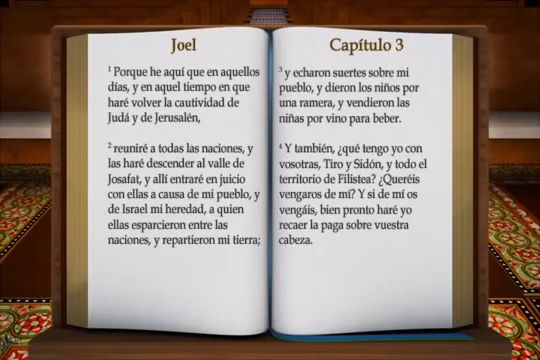 Joel
¹ Porque he aquí que en aquellos
días, y en aquel tiempo en que
haré volver la cautividad de
Judá y de Jerusalén,
² reuniré a todas las naciones, y
las haré descender al valle de
Josafat, y allí entraré en juicio
con ellas a causa de mi pueblo, y
de Israel mi heredad, a quien
ellas esparcieron entre las
naciones, y repartieron mi tierra;
Capítulo 3
³ y echaron suertes sobre mi
pueblo, y dieron los niños por
una ramera, y vendieron las
niñas por vino para beber.
⁴ Y también, ¿qué tengo yo con
vosotras, Tiro y Sidón, y todo el
territorio de Filistea? ¿Queréis
vengaros de mí? Y si de mí os
vengáis, bien pronto haré yo
recaer la paga sobre vuestra
cabeza.